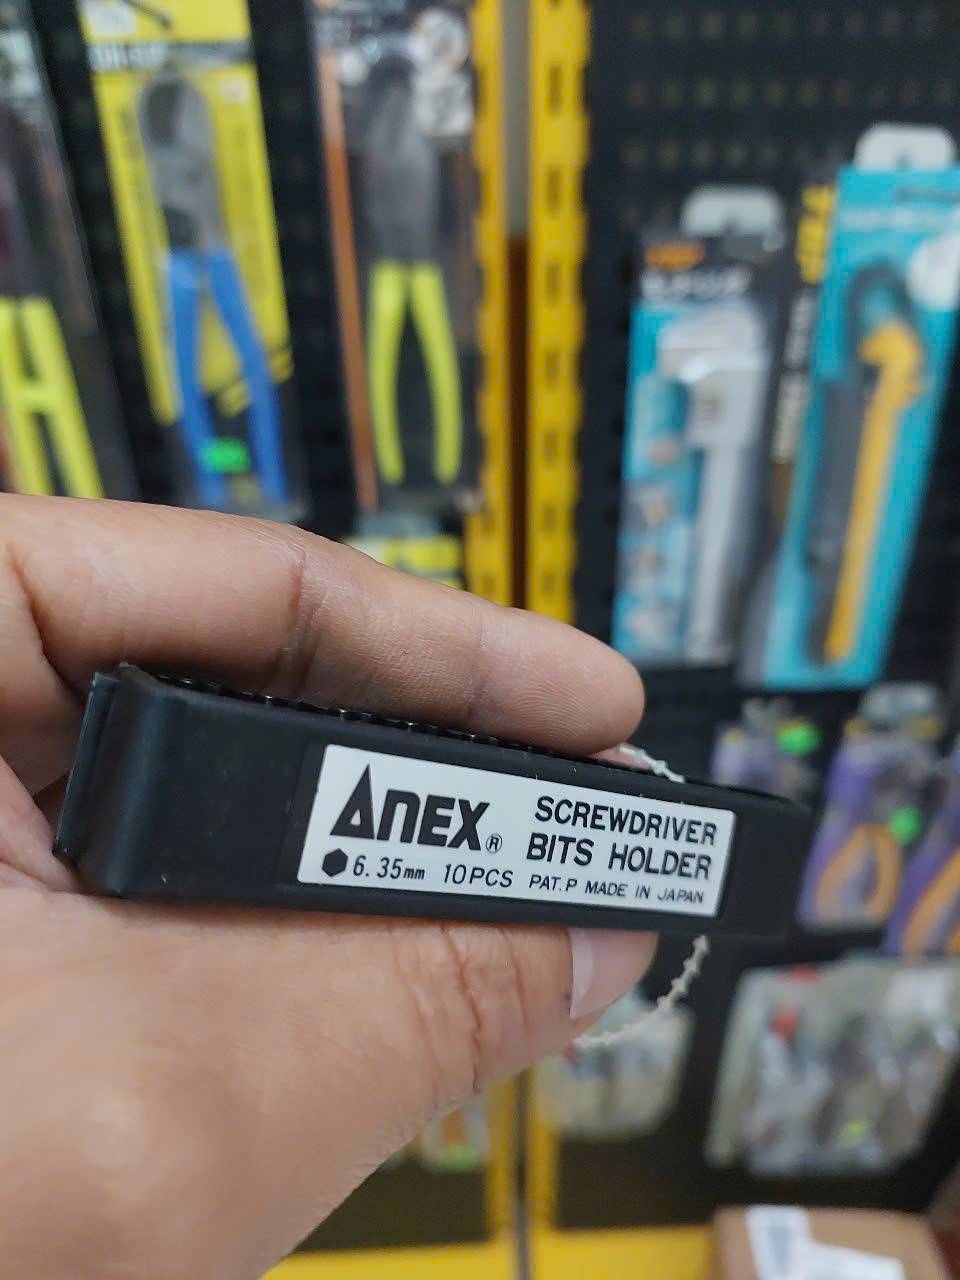 ANEX®
SCREWDRIVER
BITS HOLDER
6.35mm 10PCS PAT.P MADE IN JAPAN